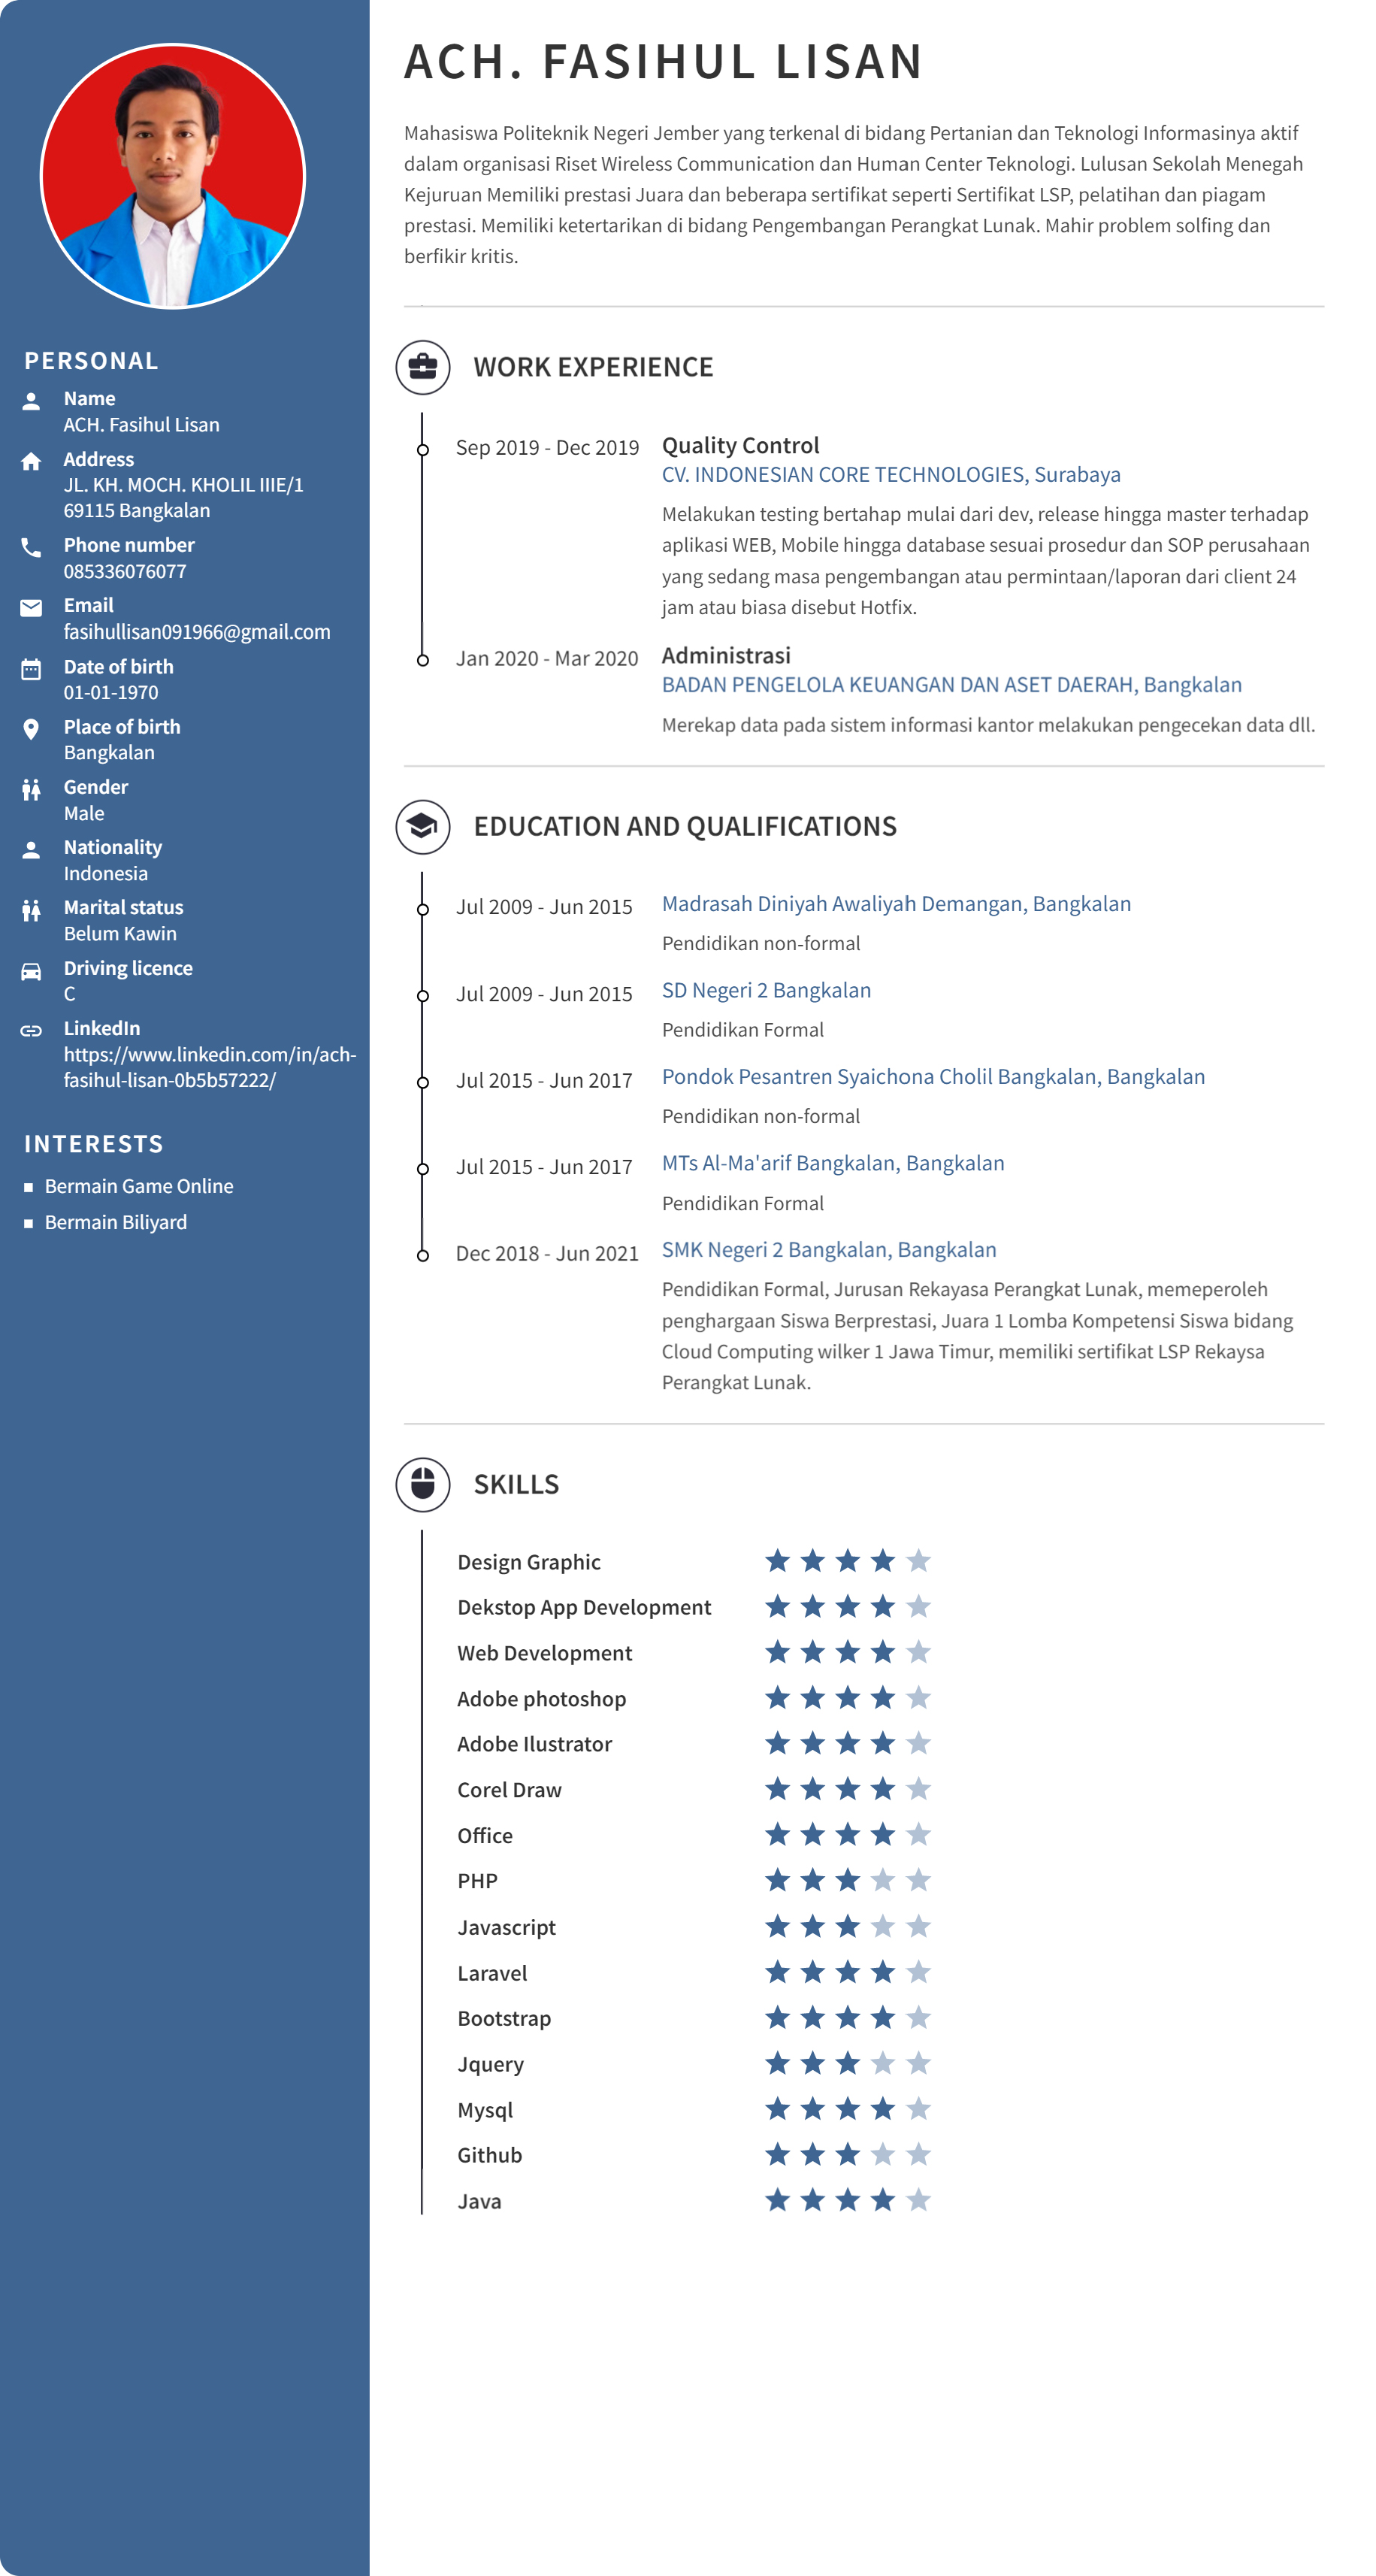 PERSONAL
Name
ACH. Fasihul Lisan
Address
JL. KH. MOCH. KHOLIL IIIE/1
69115 Bangkalan
Phone number
085336076077
Email
fasihullisan091966@gmail.com
Date of birth
01-01-1970
Place of birth
Bangkalan
Gender
Male
Nationality
Indonesia
Marital status
Belum Kawin
Driving licence
C
LinkedIn
https://www.linkedin.com/in/ach-
fasihul-lisan-0b5b57222/
INTERESTS
Bermain Game Online
Bermain Biliyard
ACH. FASIHUL LISAN
Mahasiswa Politeknik Negeri Jember yang terkenal di bidang Pertanian dan Teknologi Informasinya aktif
dalam organisasi Riset Wireless Communication dan Human Center Teknologi. Lulusan Sekolah Menegah
Kejuruan Memiliki prestasi Juara dan beberapa sertifikat seperti Sertifikat LSP, pelatihan dan piagam
prestasi. Memiliki ketertarikan di bidang Pengembangan Perangkat Lunak. Mahir problem solfing dan
berfikir kritis.
WORK EXPERIENCE
Sep 2019 - Dec 2019 Quality Control
CV. INDONESIAN CORE TECHNOLOGIES, Surabaya
Melakukan testing bertahap mulai dari dev, release hingga master terhadap
aplikasi WEB, Mobile hingga database sesuai prosedur dan SOP perusahaan
yang sedang masa pengembangan atau permintaan/laporan dari client 24
jam atau biasa disebut Hotfix.
Jan 2020 - Mar 2020 Administrasi
BADAN PENGELOLA KEUANGAN DAN ASET DAERAH, Bangkalan
Merekap data pada sistem informasi kantor melakukan pengecekan data dll.
EDUCATION AND QUALIFICATIONS
Jul 2009 - Jun 2015 Madrasah Diniyah Awaliyah Demangan, Bangkalan
Pendidikan non-formal
Jul 2009 - Jun 2015 SD Negeri 2 Bangkalan
Pendidikan Formal
Jul 2015 - Jun 2017 Pondok Pesantren Syaichona Cholil Bangkalan, Bangkalan
Pendidikan non-formal
Jul 2015 - Jun 2017 MTs Al-Ma'arif Bangkalan, Bangkalan
Pendidikan Formal
Dec 2018 - Jun 2021 SMK Negeri 2 Bangkalan, Bangkalan
Pendidikan Formal, Jurusan Rekayasa Perangkat Lunak, memeperoleh
penghargaan Siswa Berprestasi, Juara 1 Lomba Kompetensi Siswa bidang
Cloud Computing wilker 1 Jawa Timur, memiliki sertifikat LSP Rekaysa
Perangkat Lunak.
SKILLS
Design Graphic
Dekstop App Development
Web Development
Adobe photoshop
Adobe Ilustrator
Corel Draw
Office
PHP
Javascript
Laravel
Bootstrap
Jquery
Mysql
Github
Java